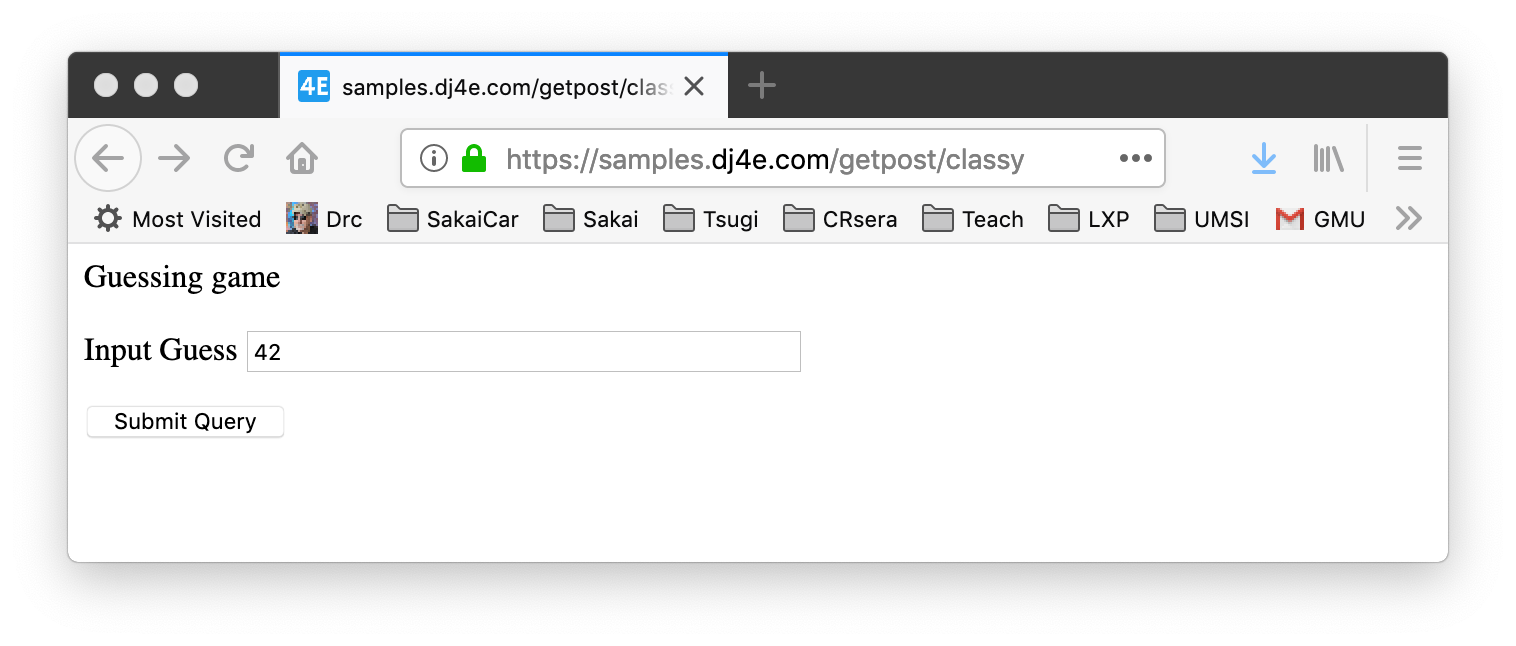 4E samples.dj4e.com/getpost/clas
https://samples.dj4e.com/getpost/classy
Most Visited Drc SakaiCar Sakai Tsugi CRsera Teach LXP UMSI GMU
Guessing game
Input Guess 42
Submit Query